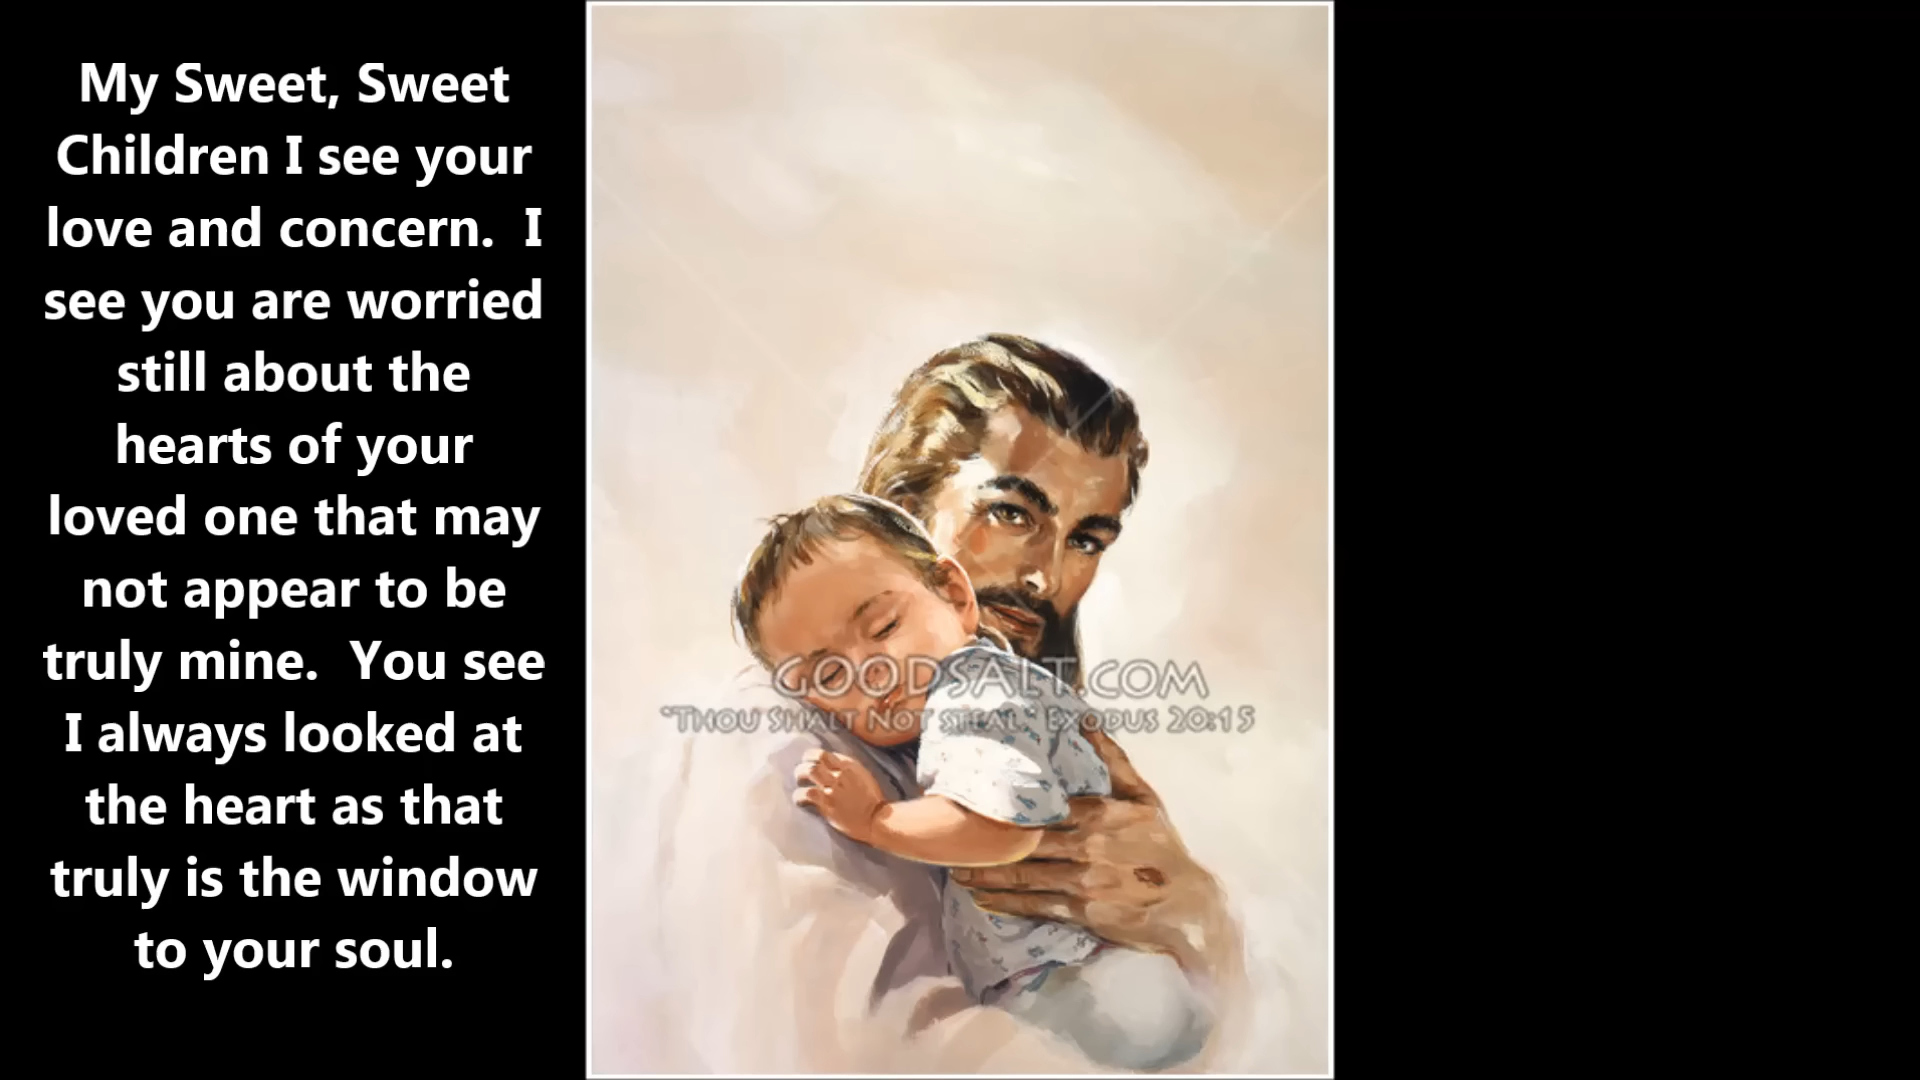 My Sweet, Sweet
Children I see your
love and concern.  I
see you are worried
still about the
hearts of your
loved one that may
not appear to be
truly mine.  You see
I always looked at
the heart as that
truly is the window
to your soul.
GOODSALT.COM
"THOU SHALT NOT STEAL" EXODUS 20:15